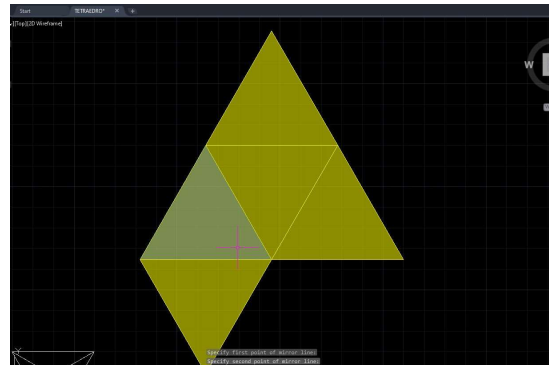 Start
TETRAEDRO*
[Top][2D Wireframe]
W
Specify first point of mirror line:
Specify second point of mirror line:
Y